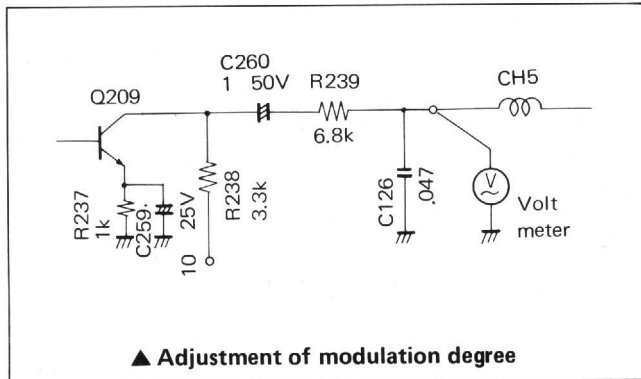 C260
1 50V
R239
CH5
Q209
6.8k
R237
1k
C259.
25V
10
R238
3.3k
C126
.047
V
Volt
meter
▲ Adjustment of modulation degree